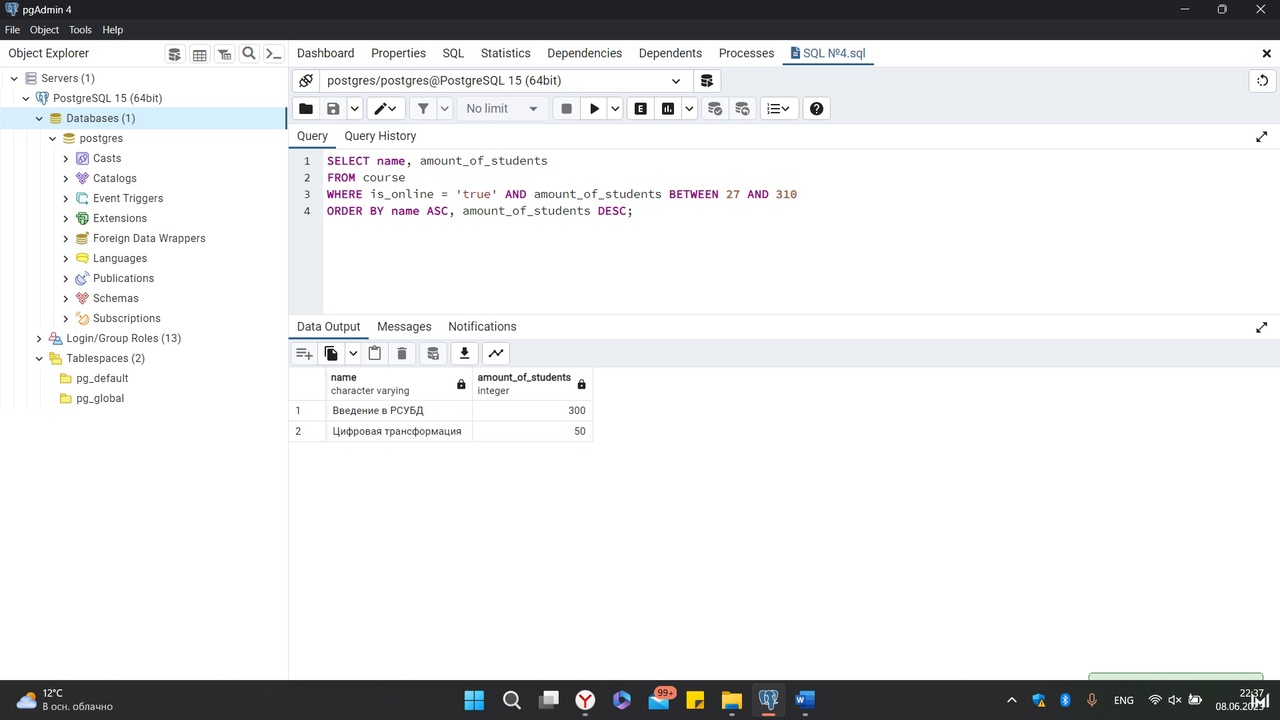 pgAdmin 4
File Object Tools Help
Object Explorer
Dashboard Properties SQL Statistics Dependencies Dependents Processes SQL №4.sql
Servers (1)
postgres/postgres@PostgreSQL 15 (64bit)
PostgreSQL 15 (64bit)
No limit
Databases (1)
Query Query History
postgres
Casts
Catalogs
Event Triggers
Extensions
Foreign Data Wrappers
Languages
Publications
Schemas
Subscriptions
Login/Group Roles (13)
Tablespaces (2)
pg_default
pg_global
1 SELECT name, amount_of_students
2 FROM course
3 WHERE is_online = 'true' AND amount_of_students BETWEEN 27 AND 310
4 ORDER BY name ASC, amount_of_students DESC;
Data Output Messages Notifications
name amount_of_students
character varying integer
1 Введение в РСУБД 300
2 Цифровая трансформация 50
12°C
В осн. облачно
99+
ENG
22:37
08.06.202